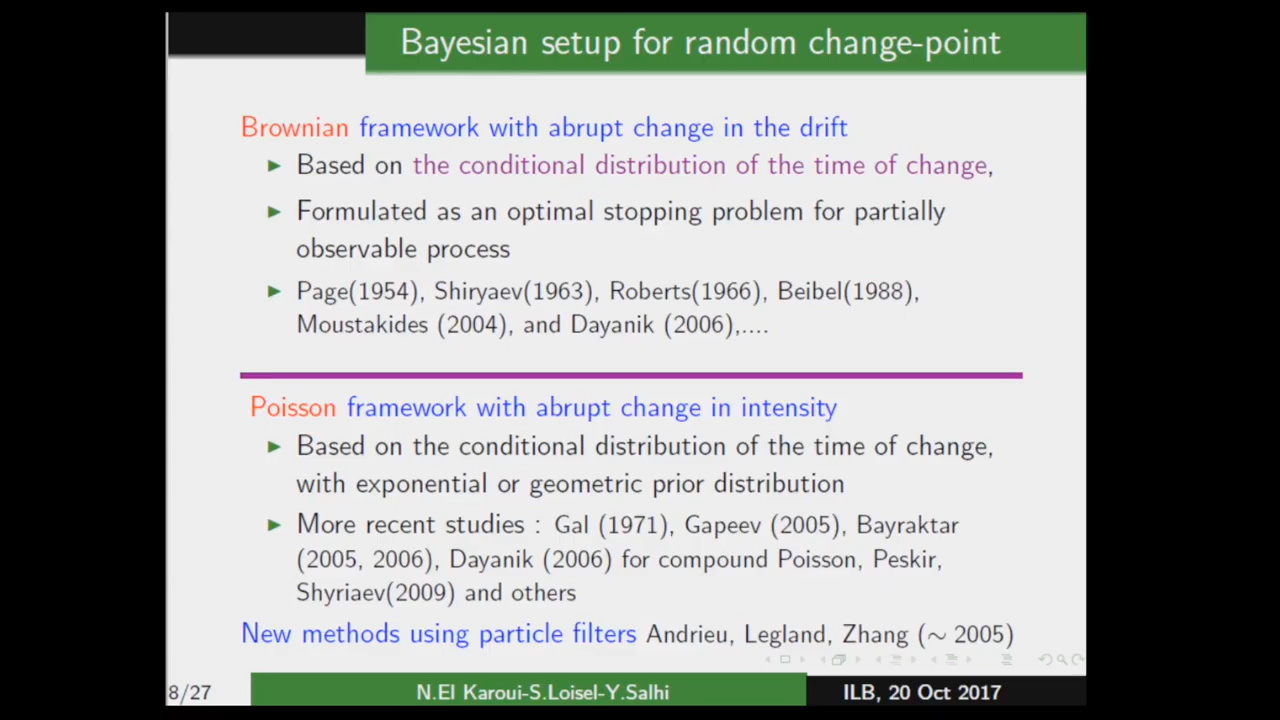 Bayesian setup for random change-point
Brownian framework with abrupt change in the drift
Based on the conditional distribution of the time of change,
Formulated as an optimal stopping problem for partially
observable process
Page(1954), Shiryaev(1963), Roberts(1966), Beibel(1988),
Moustakides (2004), and Dayanik (2006),....
Poisson framework with abrupt change in intensity
Based on the conditional distribution of the time of change,
with exponential or geometric prior distribution
More recent studies : Gal (1971), Gapeev (2005), Bayraktar
(2005, 2006), Dayanik (2006) for compound Poisson, Peskir,
Shyriaev(2009) and others
New methods using particle filters Andrieu, Legland, Zhang (∼ 2005)
8/27 N.El Karoui-S.Loisel-Y.Salhi ILB, 20 Oct 2017